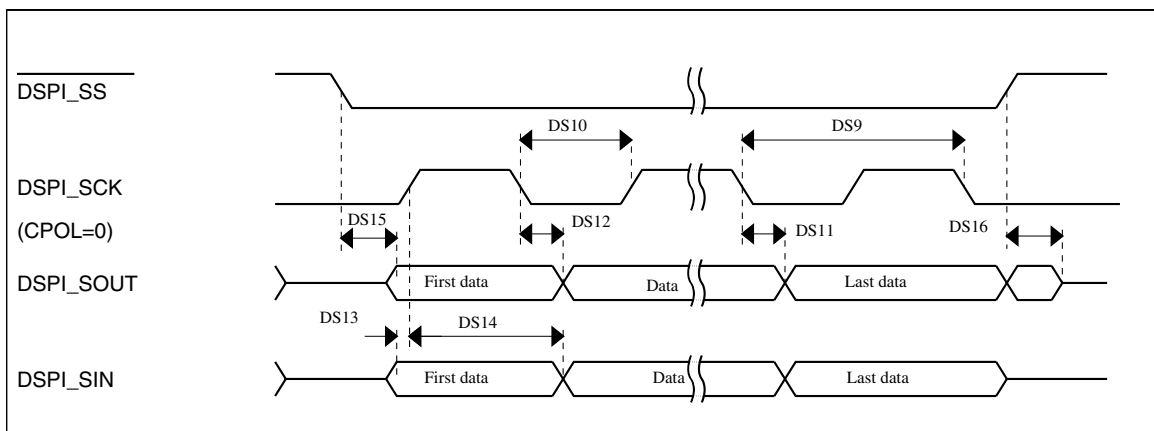 DSPI_SS
DS10
DS9
DSPI_SCK
(CPOL=0)
DS15
DS12
DS11
DS16
DSPI_SOUT
First data
Data
Last data
DS13
DS14
DSPI_SIN
First data
Data
Last data